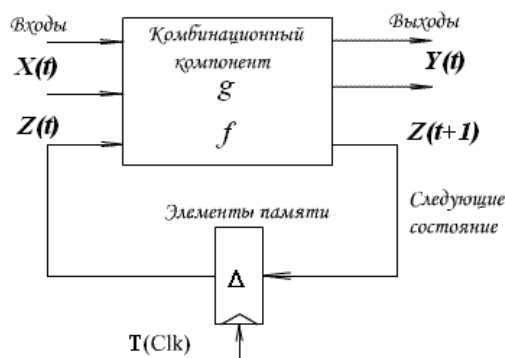 Входы
Выходы
Комбинационный
компонент
X(t)
Y(t)
g
Z(t)
f
Z(t+1)
Следующие
состояние
Элементы памяти
Δ
T(Clk)